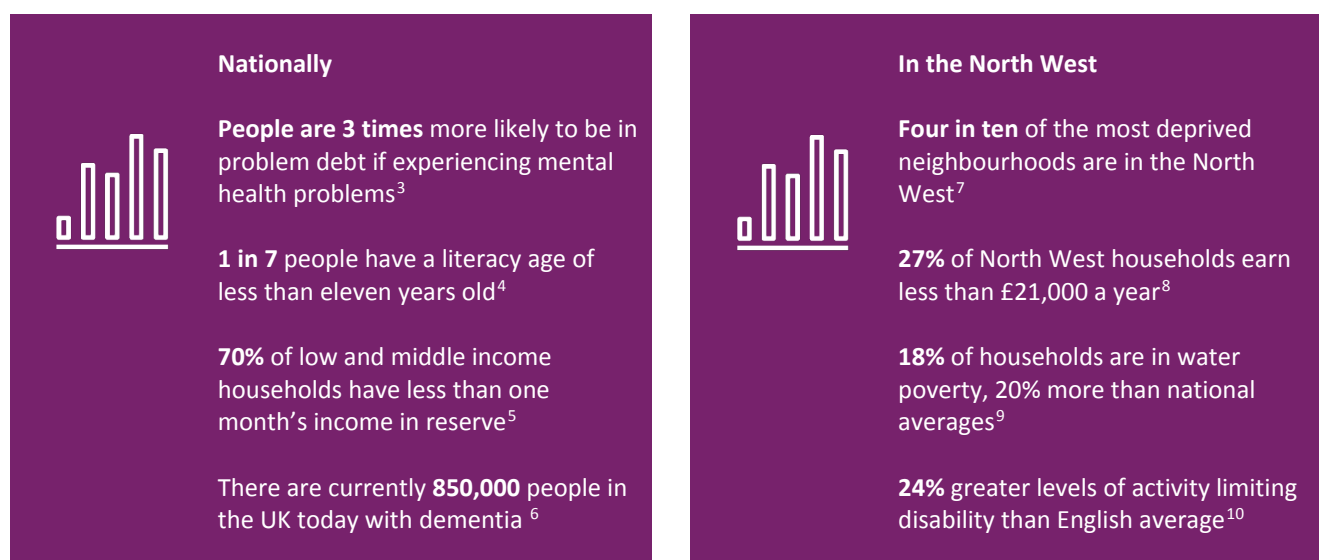 Nationally
People are 3 times more likely to be in
problem debt if experiencing mental
health problems3
1 in 7 people have a literacy age of
less than eleven years old4
70% of low and middle income
households have less than one
month’s income in reserve5
There are currently 850,000 people in
the UK today with dementia 6
In the North West
Four in ten of the most deprived
neighbourhoods are in the North
West7
27% of North West households earn
less than £21,000 a year8
18% of households are in water
poverty, 20% more than national
averages9
24% greater levels of activity limiting
disability than English average10